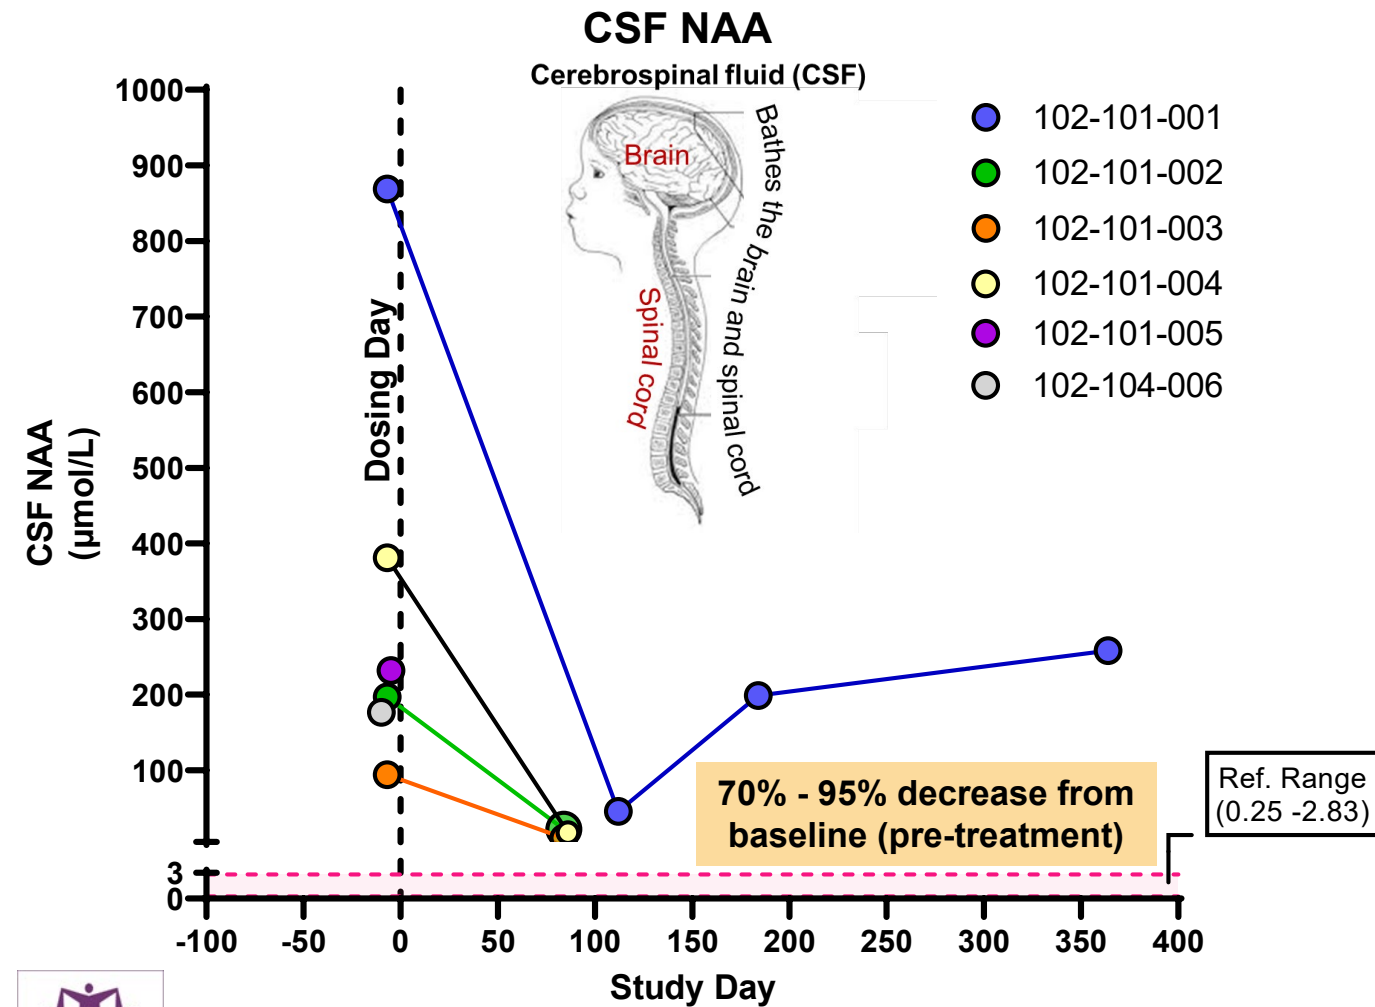 CSF NAA
Cerebrospinal fluid (CSF)
Brain
Spinal cord
Bathes the brain and spinal cord
102-101-001
102-101-002
102-101-003
102-101-004
102-101-005
102-104-006
Dosing Day
CSF NAA
(µmol/L)
1000
900
800
700
600
500
400
300
200
100
3
0
70% - 95% decrease from
baseline (pre-treatment)
Ref. Range
(0.25 -2.83)
-100 -50 0 50 100 150 200 250 300 350 400
Study Day